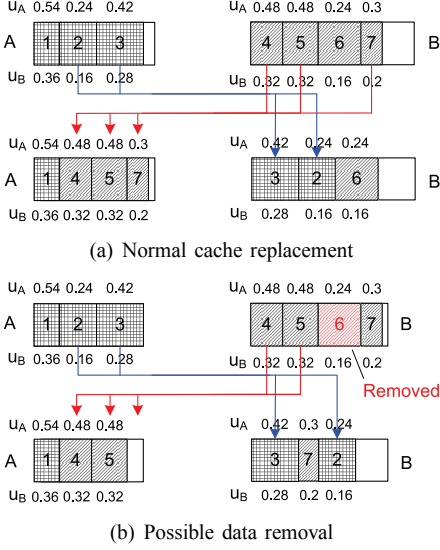 uA 0.54 0.24 0.42 uA 0.48 0.48 0.24 0.3
A 1 2 3 4 5 6 7 B
uB 0.36 0.16 0.28 uB 0.32 0.32 0.16 0.2
uA 0.54 0.48 0.48 0.3 0.42 0.24 0.24
A 1 4 5 7 3 2 6 B
uB 0.36 0.32 0.32 0.2 0.28 0.16 0.16
(a) Normal cache replacement
uA 0.54 0.24 0.42 uA 0.48 0.48 0.24 0.3
A 1 2 3 4 5 6 7 B
uB 0.36 0.16 0.28 uB 0.32 0.32 0.16 0.2
Removed
uA 0.54 0.48 0.48 0.42 0.3 0.24
A 1 4 5 3 7 2 B
uB 0.36 0.32 0.32 0.28 0.2 0.16
(b) Possible data removal